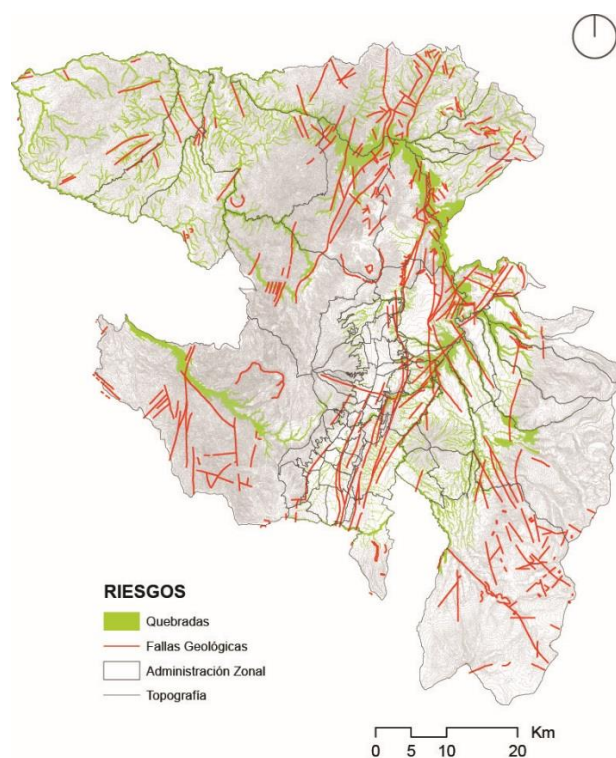 RIESGOS
Quebradas
Fallas Geológicas
Administración Zonal
Topografía
Km
0 5 10 20